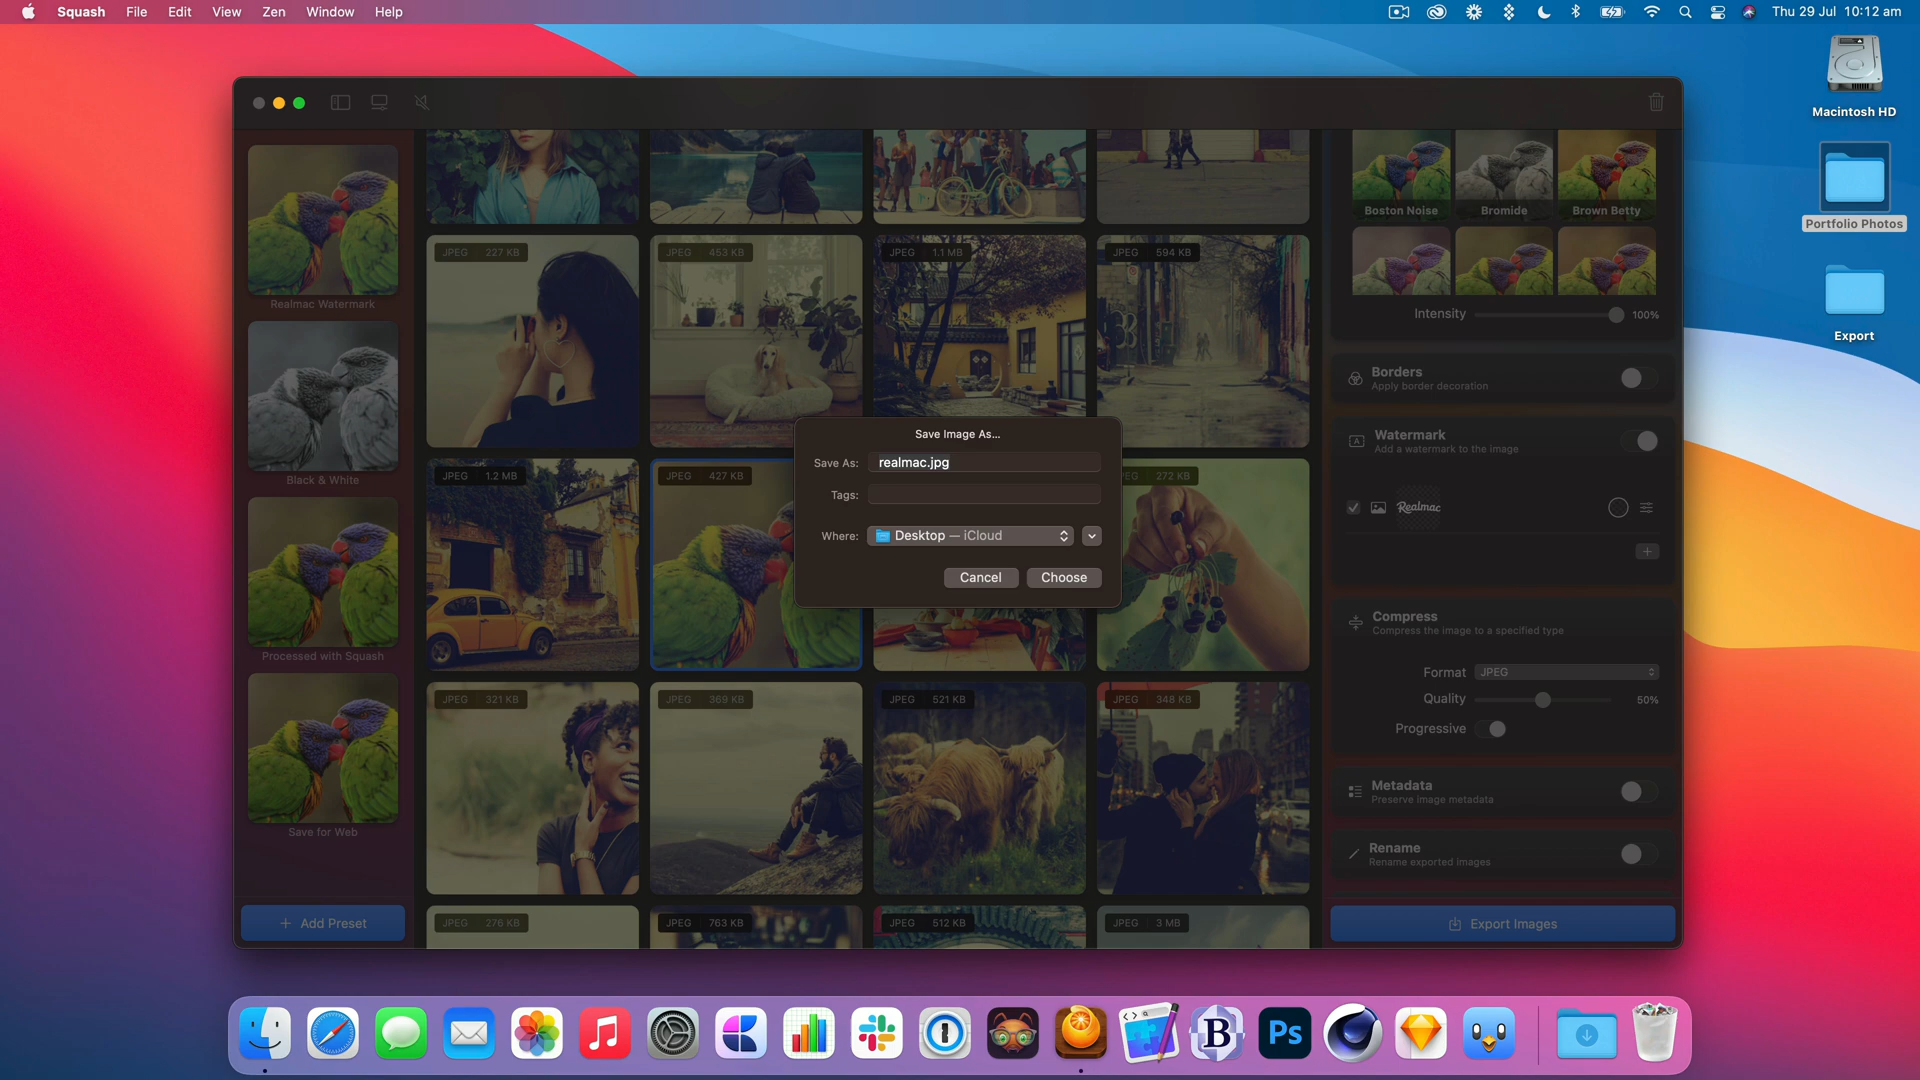 Squash File Edit View Zen Window Help
Thu 29 Jul 10:12 am
Macintosh HD
Portfolio Photos
Export
Realmac Watermark
Black & White
Processed with Squash
Save for Web
+ Add Preset
JPEG 227 KB
JPEG 453 KB
JPEG 1.1 MB
JPEG 594 KB
JPEG 1.2 MB
JPEG 427 KB
JPEG 272 KB
JPEG 321 KB
JPEG 369 KB
JPEG 521 KB
JPEG 348 KB
JPEG 276 KB
JPEG 763 KB
JPEG 512 KB
JPEG 3 MB
Save Image As...
Save As: realmac.jpg
Tags:
Where: Desktop — iCloud
Cancel Choose
Boston Noise
Bromide
Brown Betty
Intensity 100%
Borders
Apply border decoration
Watermark
Add a watermark to the image
Realmac
Compress
Compress the image to a specified type
Format JPEG
Quality 50%
Progressive
Metadata
Preserve image metadata
Rename
Rename exported images
Export Images
B
Ps